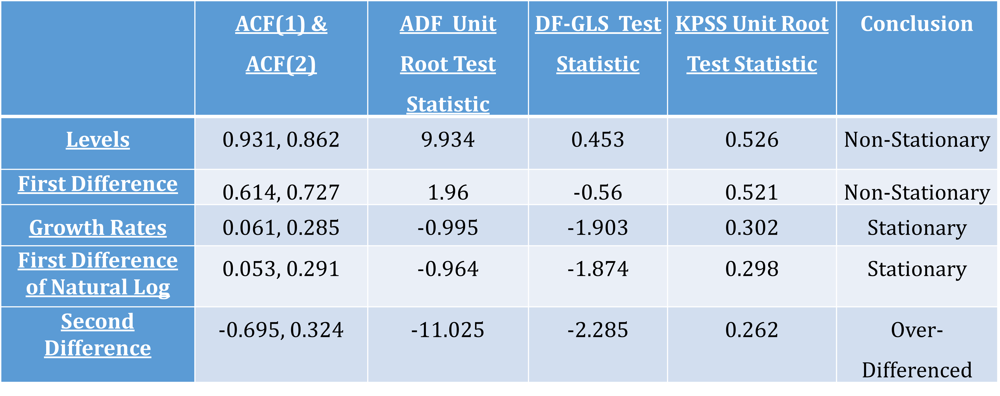 ACF(1) &
ACF(2)
ADF Unit
Root Test
Statistic
DF-GLS Test
Statistic
KPSS Unit Root
Test Statistic
Conclusion
Levels
0.931, 0.862
9.934
0.453
0.526
Non-Stationary
First Difference
0.614, 0.727
1.96
-0.56
0.521
Non-Stationary
Growth Rates
0.061, 0.285
-0.995
-1.903
0.302
Stationary
First Difference
of Natural Log
0.053, 0.291
-0.964
-1.874
0.298
Stationary
Second
Difference
-0.695, 0.324
-11.025
-2.285
0.262
Over-
Differenced